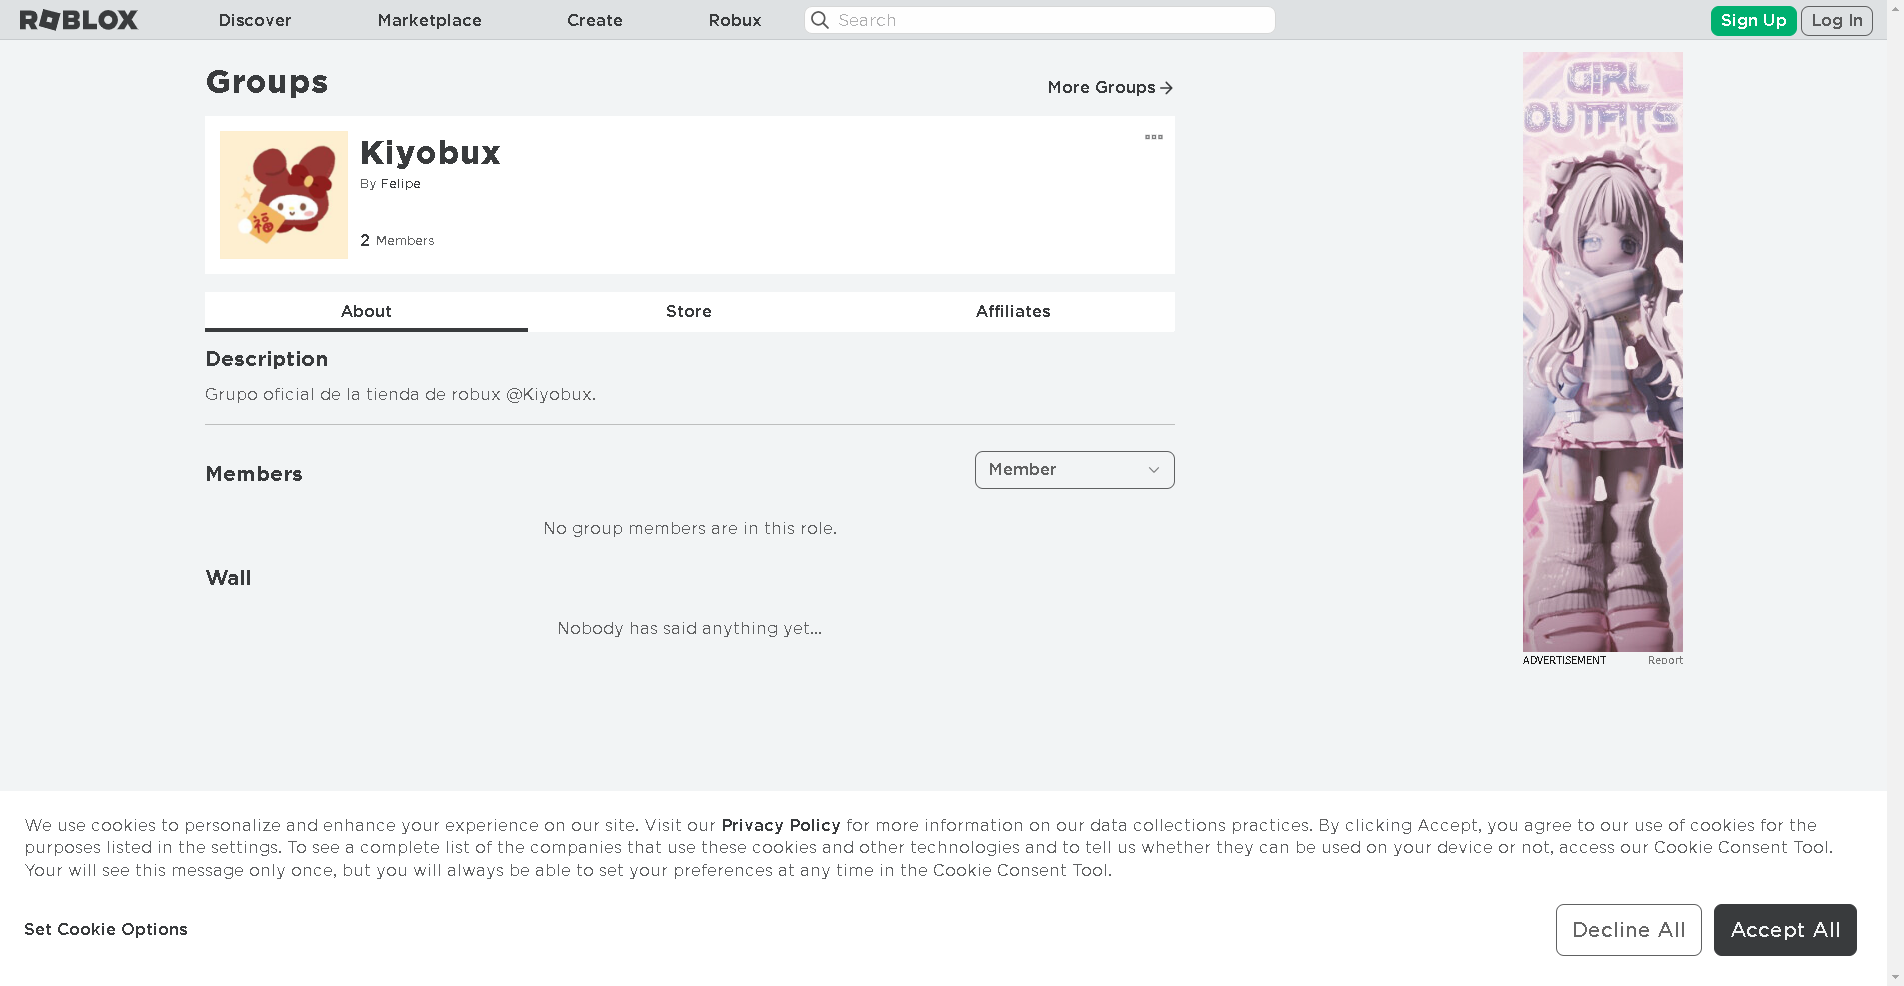 ROBLOX
Discover
Marketplace
Create
Robux
Search
Sign Up
Log In
Groups
More Groups
Kiyobux
By Felipe
2 Members
福
About
Store
Affiliates
Description
Grupo oficial de la tienda de robux @Kiyobux.
Members
Member
No group members are in this role.
Wall
Nobody has said anything yet...
GIRL
OUTFITS
ADVERTISEMENT
Report
We use cookies to personalize and enhance your experience on our site. Visit our Privacy Policy for more information on our data collections practices. By clicking Accept, you agree to our use of cookies for the
purposes listed in the settings. To see a complete list of the companies that use these cookies and other technologies and to tell us whether they can be used on your device or not, access our Cookie Consent Tool.
Your will see this message only once, but you will always be able to set your preferences at any time in the Cookie Consent Tool.
Set Cookie Options
Decline All
Accept All